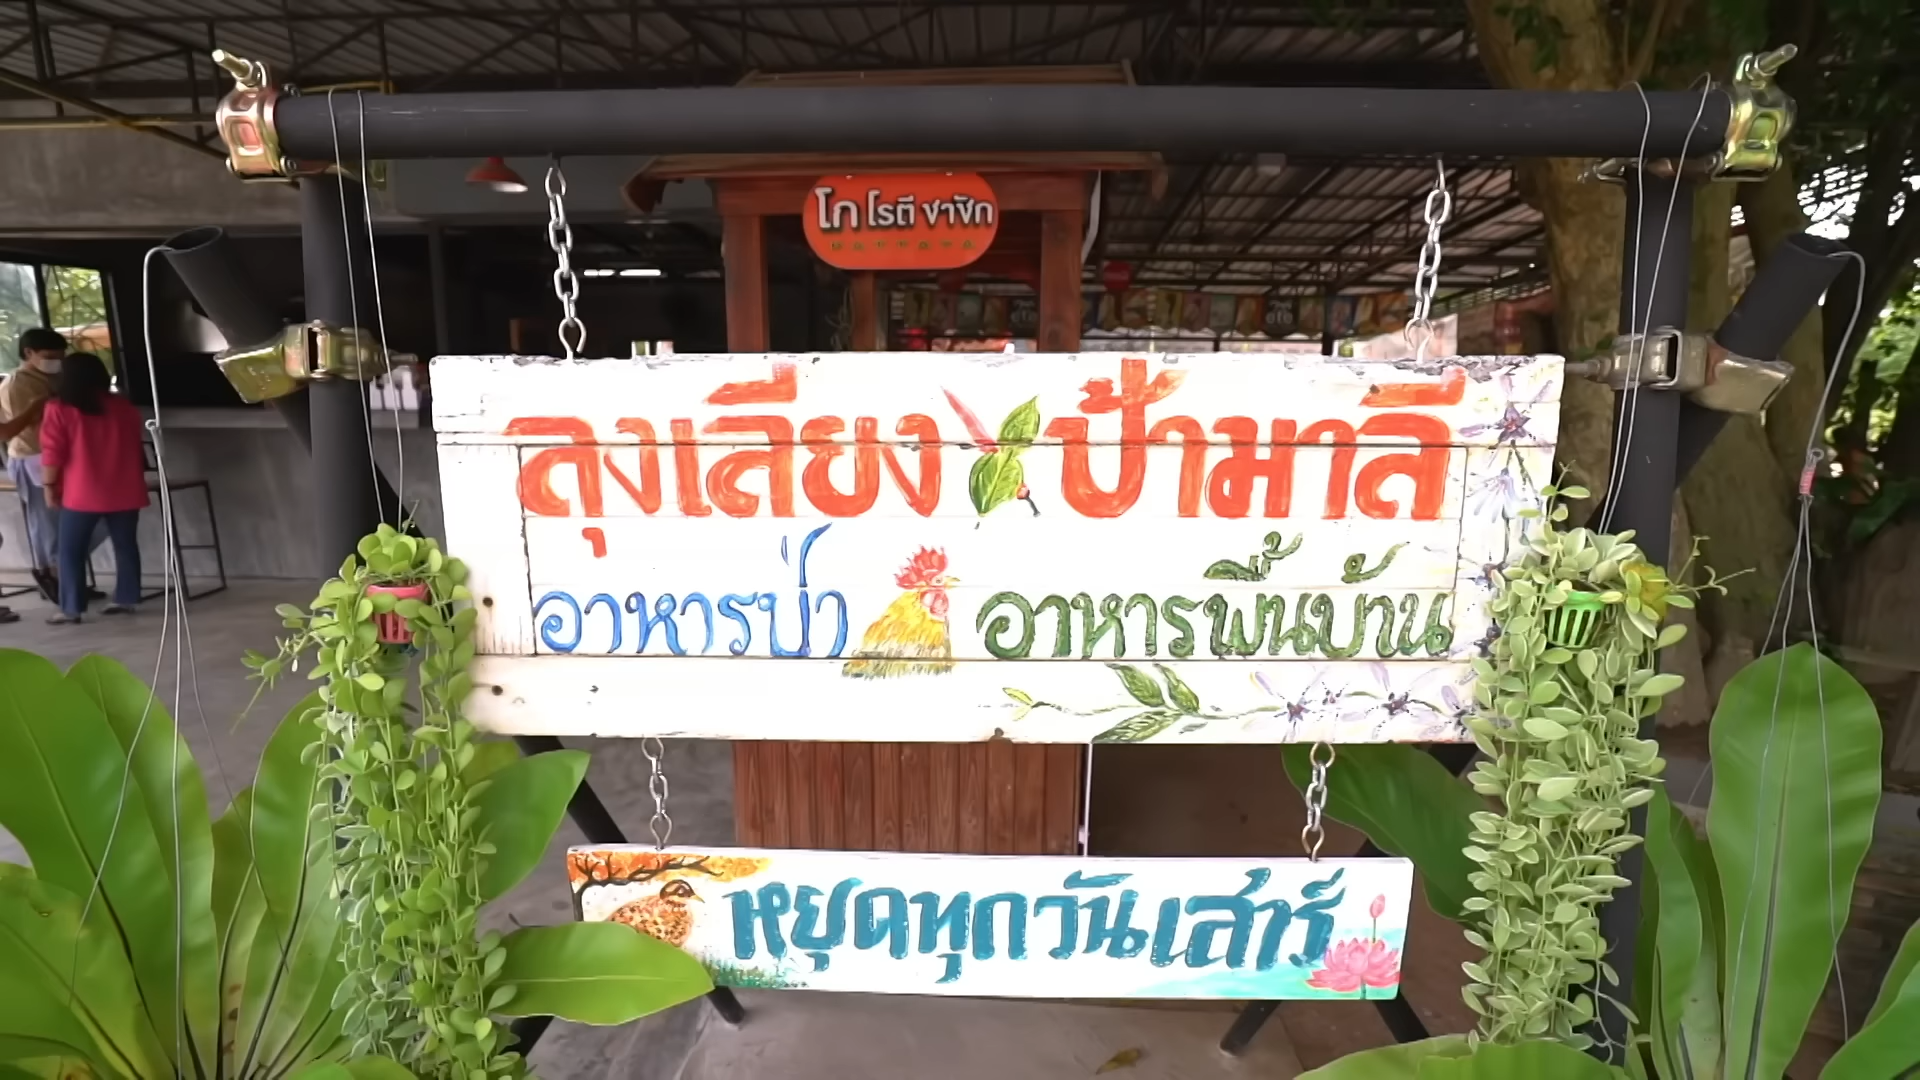 โก โรตี ชาชัก
PATTAYA
ลุงเลียง ป้ามาลี
อาหารป่า อาหารพื้นบ้าน
หยุดทุกวันเสาร์